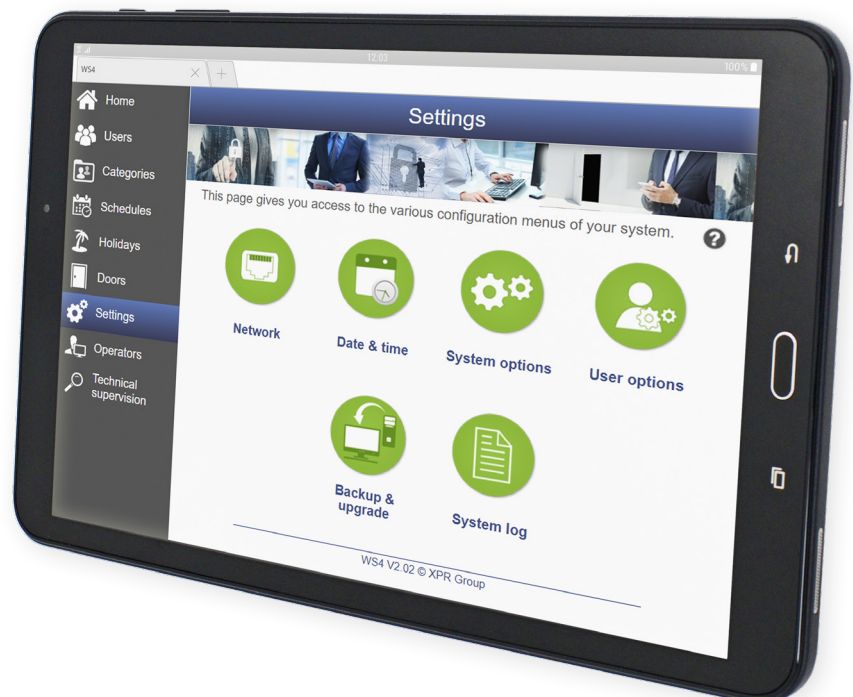 12:03
100%
WS4
Home
Users
Categories
Schedules
Holidays
Doors
Settings
Operators
Technical
supervision
Settings
This page gives you access to the various configuration menus of your system.
?
Network
Date & time
System options
User options
Backup &
upgrade
System log
WS4 V2.02 © XPR Group